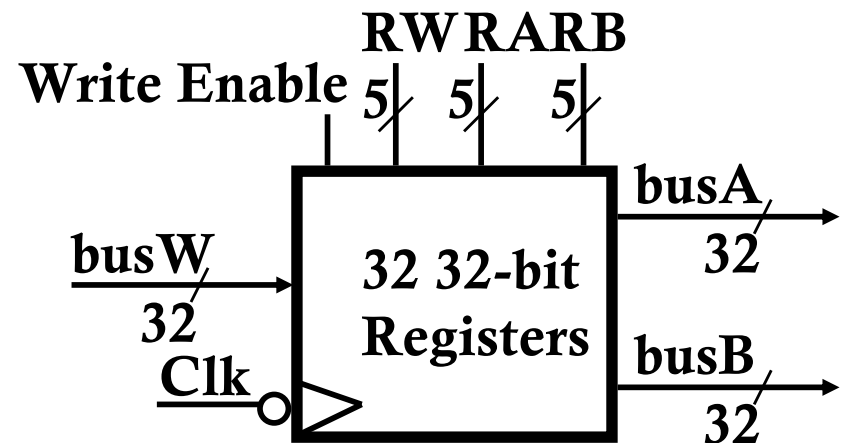 RW RA RB
Write Enable
5 5 5
busA
32
busW
32
32 32-bit
Registers
busB
32
Clk